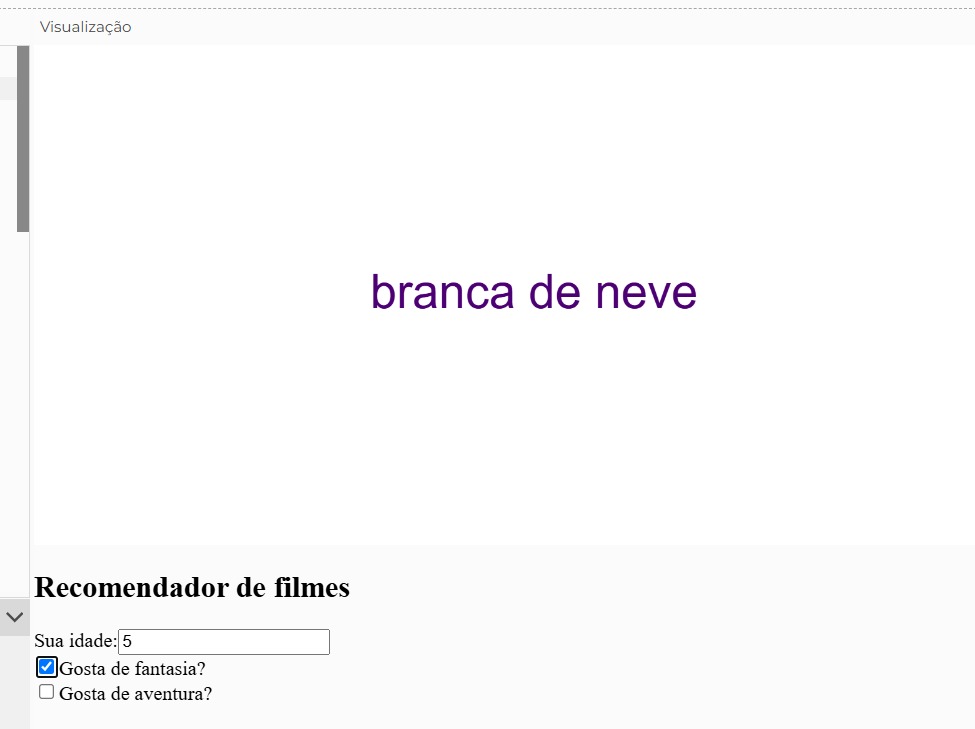 Visualização
branca de neve
Recomendador de filmes
Sua idade:5
Gosta de fantasia?
Gosta de aventura?